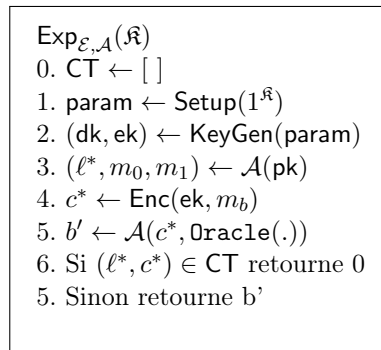 Exp_{ℰ,𝒜}(𝔎)
0. CT ← [ ]
1. param ← Setup(1^𝔎)
2. (dk, ek) ← KeyGen(param)
3. (ℓ*, m_0, m_1) ← 𝒜(pk)
4. c* ← Enc(ek, m_b)
5. b′ ← 𝒜(c*, Oracle(.))
6. Si (ℓ*, c*) ∈ CT retourne 0
5. Sinon retourne b'